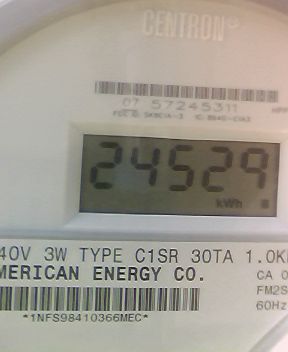 CENTRON®
07 57245311
24529
kWh
40V 3W TYPE C1SR 30TA 1.0K
MERICAN ENERGY CO.
CA 0
FM2S
60Hz
*1NFS98410366MEC*